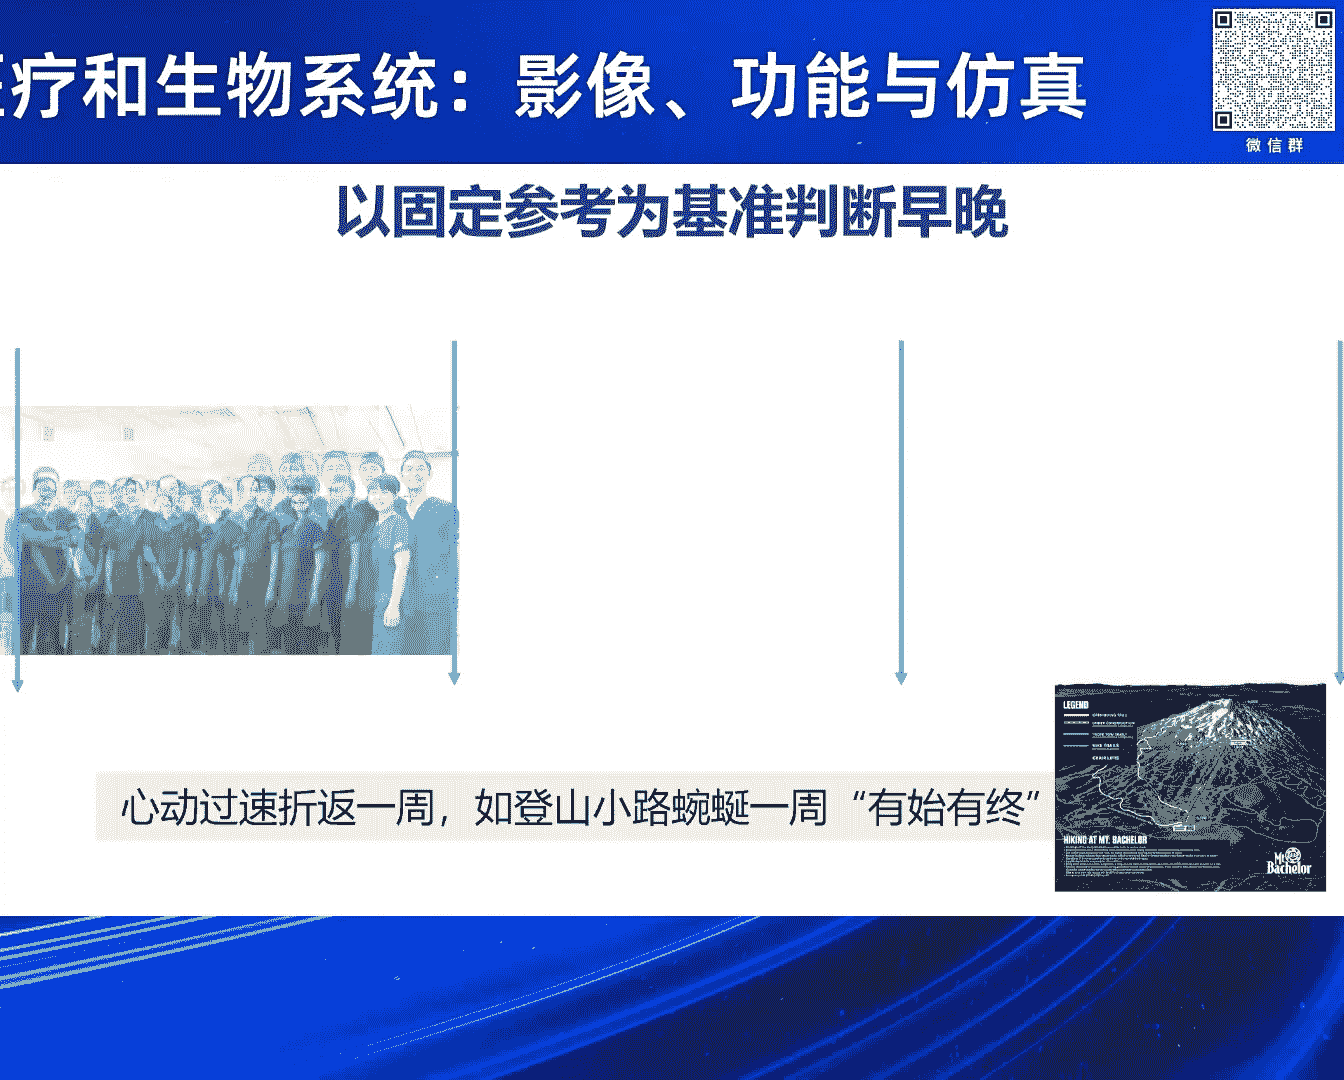 疗和生物系统：影像、功能与仿真
微信群
以固定参考为基准判断早晚
心动过速折返一周，如登山小路蜿蜒一周“有始有终”
LEGEND
CHAIR LIFTS
HIKING AT MT. BACHELOR
Mt.
Bachelor